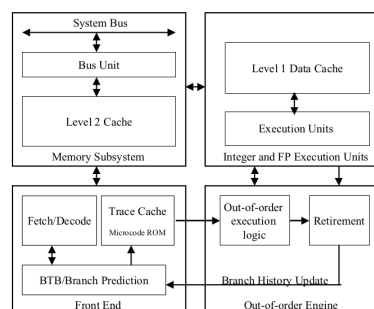 System Bus
Bus Unit
Level 2 Cache
Memory Subsystem
Level 1 Data Cache
Execution Units
Integer and FP Execution Units
Fetch/Decode
Trace Cache
Microcode ROM
BTB/Branch Prediction
Front End
Out-of-order
execution
logic
Retirement
Branch History Update
Out-of-order Engine